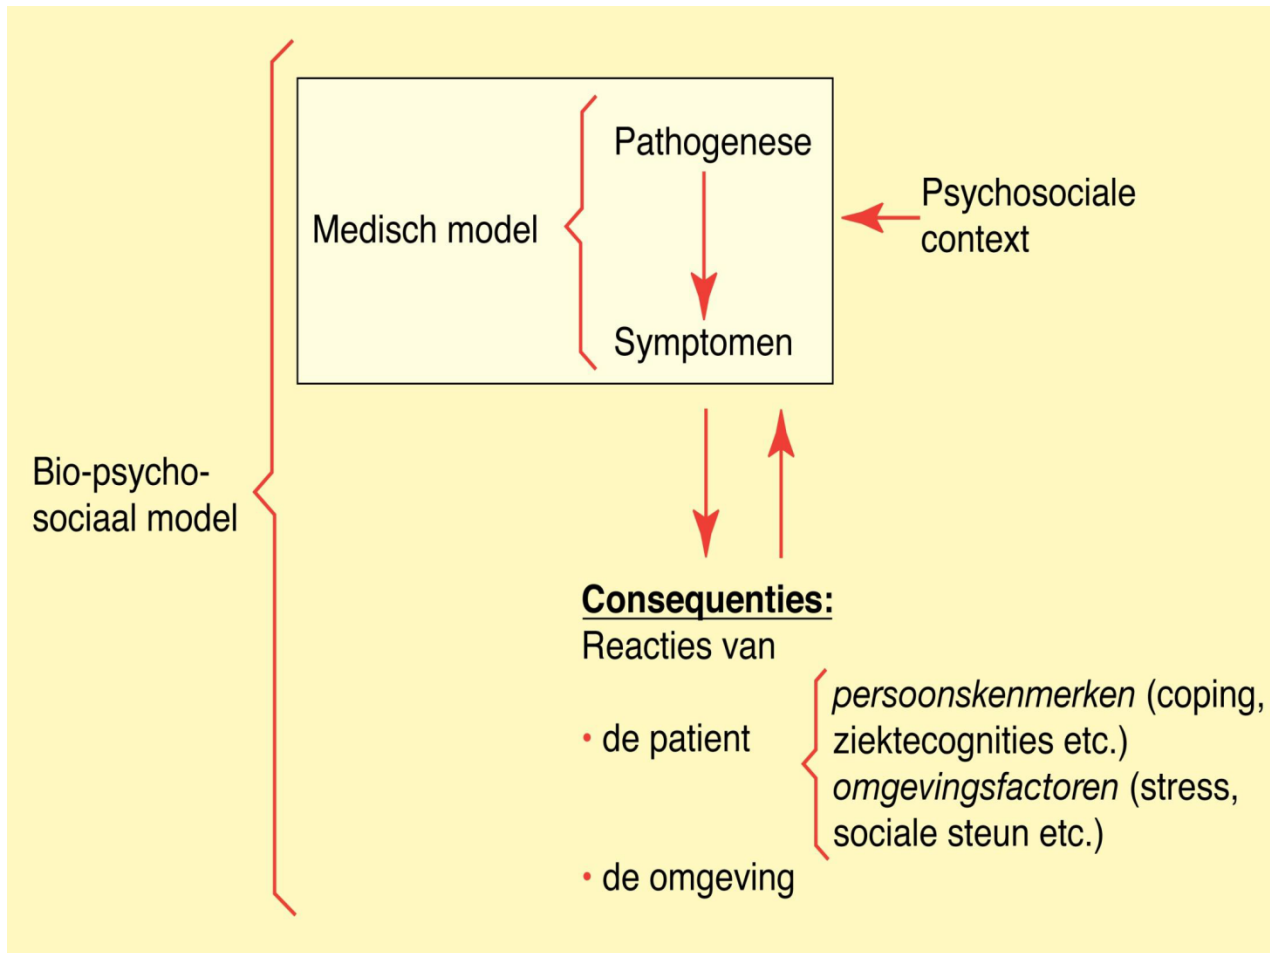 Pathogenese
Medisch model
Symptomen
Psychosociale
context
Bio-psycho-
sociaal model
Consequenties:
Reacties van
• de patient
persoonskenmerken (coping,
ziektecognities etc.)
omgevingsfactoren (stress,
sociale steun etc.)
• de omgeving